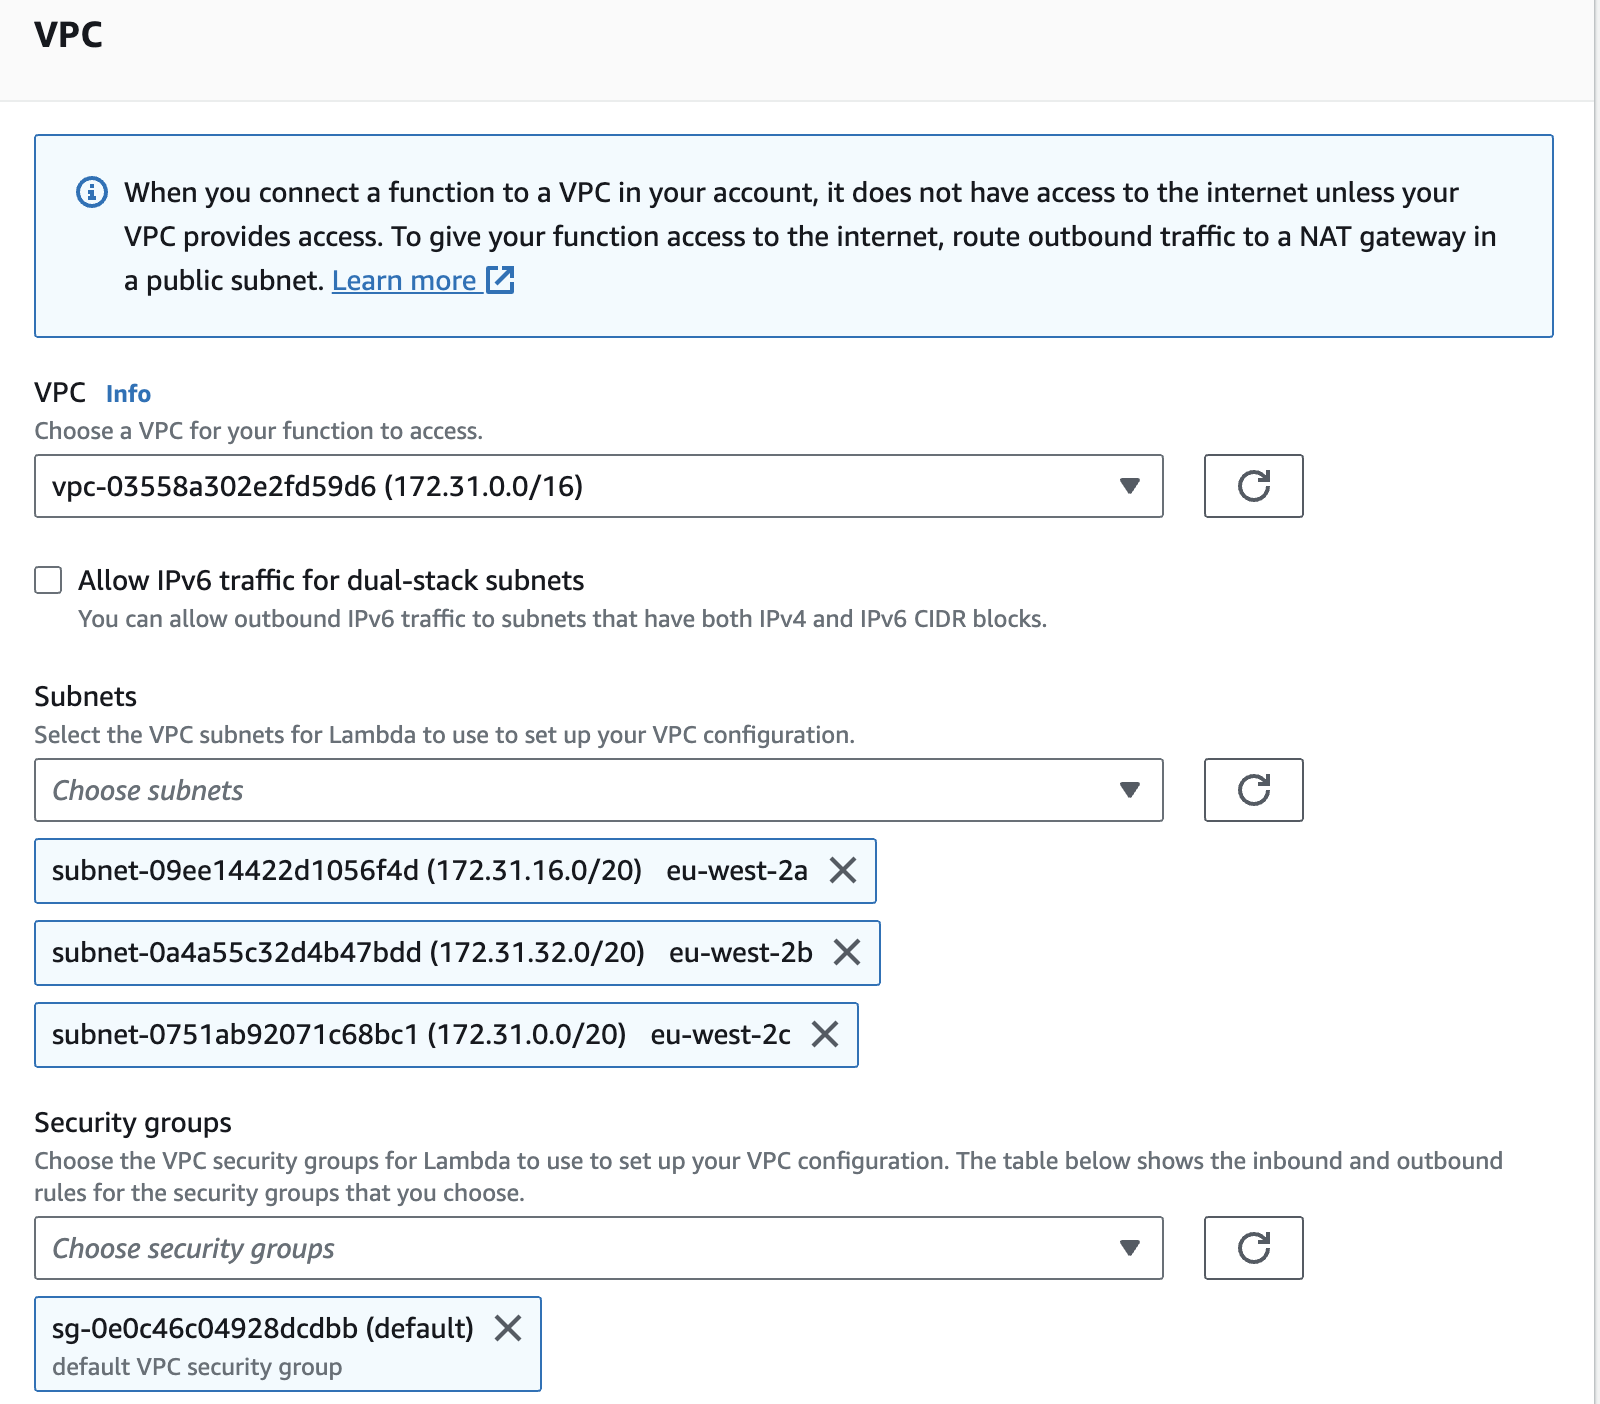 VPC
When you connect a function to a VPC in your account, it does not have access to the internet unless your
VPC provides access. To give your function access to the internet, route outbound traffic to a NAT gateway in
a public subnet. Learn more
VPC Info
Choose a VPC for your function to access.
vpc-03558a302e2fd59d6 (172.31.0.0/16)
Allow IPv6 traffic for dual-stack subnets
You can allow outbound IPv6 traffic to subnets that have both IPv4 and IPv6 CIDR blocks.
Subnets
Select the VPC subnets for Lambda to use to set up your VPC configuration.
Choose subnets
subnet-09ee14422d1056f4d (172.31.16.0/20) eu-west-2a
subnet-0a4a55c32d4b47bdd (172.31.32.0/20) eu-west-2b
subnet-0751ab92071c68bc1 (172.31.0.0/20) eu-west-2c
Security groups
Choose the VPC security groups for Lambda to use to set up your VPC configuration. The table below shows the inbound and outbound
rules for the security groups that you choose.
Choose security groups
sg-0e0c46c04928dcdbb (default)
default VPC security group